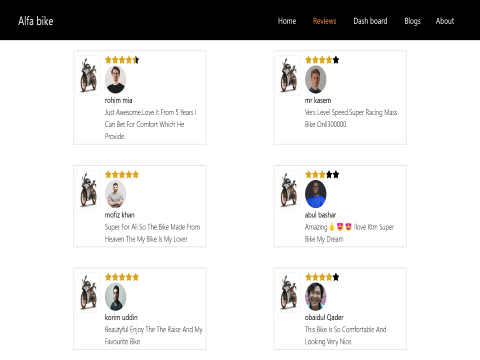 Alfa bike
Home Reviews Dash board Blogs About
rohim mia
Just Awesome.Love It From 5 Years I
Can Bet For Comfort Which He
Provide.
mr kasem
Vers Level Speed.Super Racing Mass
Bike Onll300000.
mofiz khan
Super For All So The Bike Made From
Heaven The My Bike Is My Lover
abul bashar
Amazing👌😍😍 Ilove Ktm Super
Bike My Dream
korim uddin
Beautyful Enjoy The The Raise And My
Favourite Bike
obaidul Qader
This Bike Is So Comfortable And
Looking Very Nice.